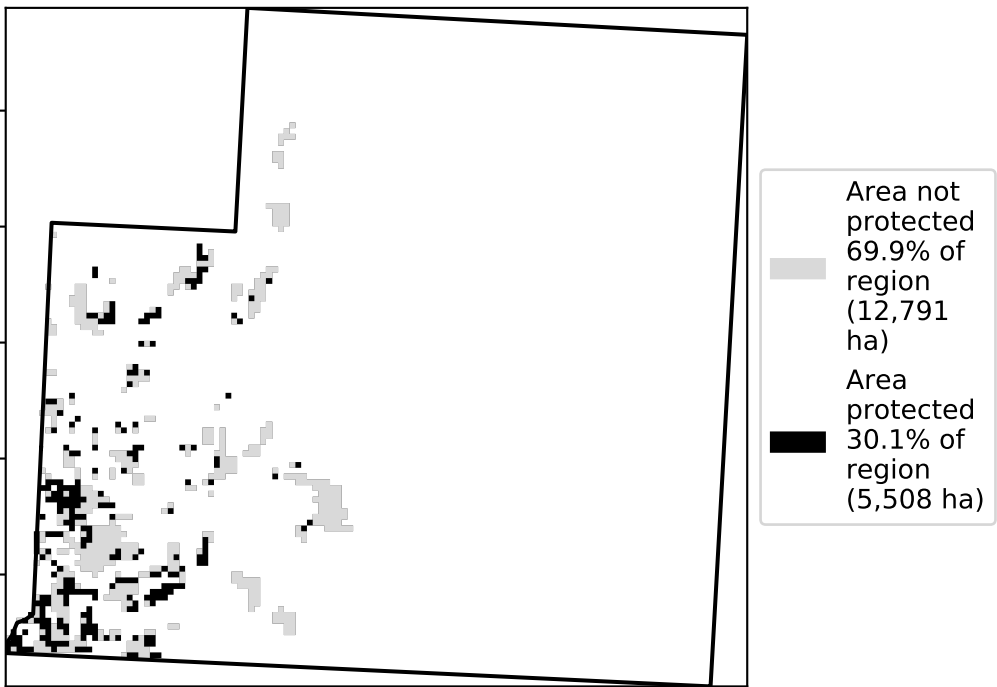 Area not
protected
69.9% of
region
(12,791
ha)
Area
protected
30.1% of
region
(5,508 ha)